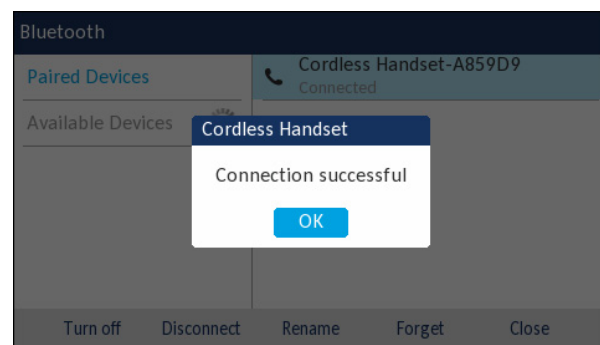 Bluetooth
Paired Devices
Cordless Handset-A859D9
Connected
Available Devices
Cordless Handset
Connection successful
OK
Turn off Disconnect Rename Forget Close